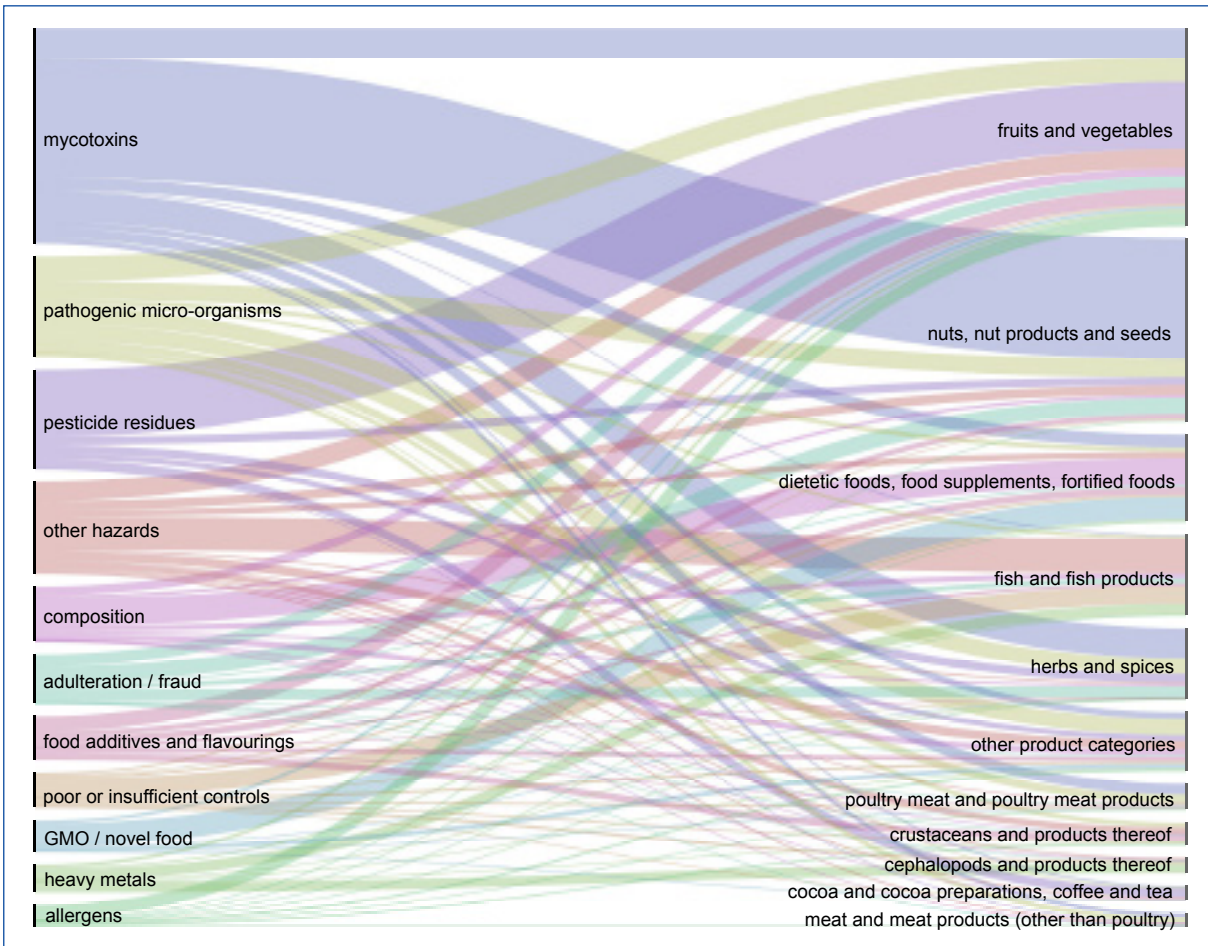 mycotoxins
pathogenic micro-organisms
pesticide residues
other hazards
composition
adulteration / fraud
food additives and flavourings
poor or insufficient controls
GMO / novel food
heavy metals
allergens
fruits and vegetables
nuts, nut products and seeds
dietetic foods, food supplements, fortified foods
fish and fish products
herbs and spices
other product categories
poultry meat and poultry meat products
crustaceans and products thereof
cephalopods and products thereof
cocoa and cocoa preparations, coffee and tea
meat and meat products (other than poultry)